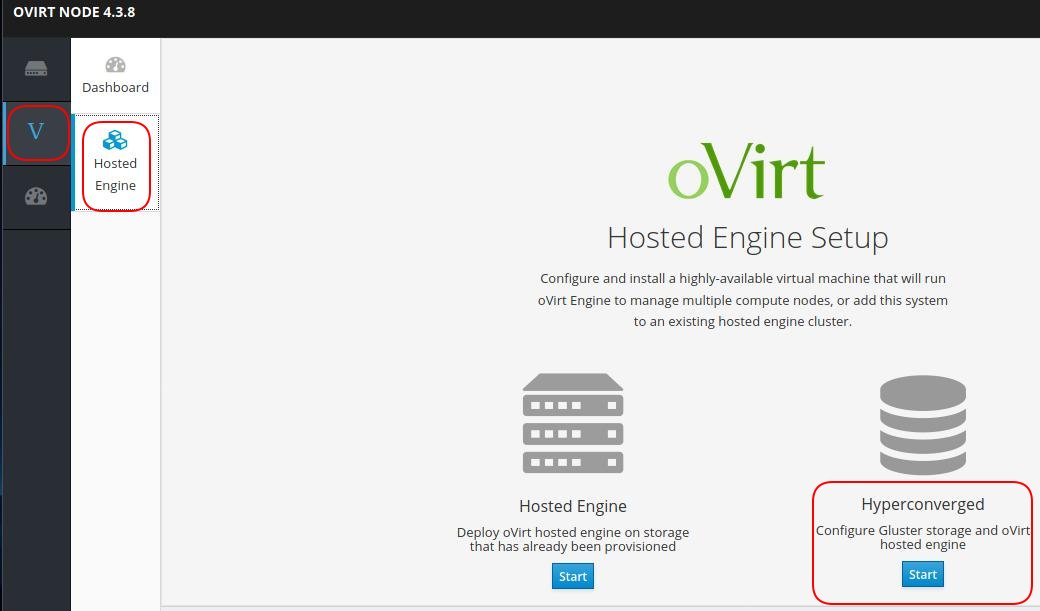 OVIRT NODE 4.3.8
V
Dashboard
Hosted
Engine
oVirt
Hosted Engine Setup
Configure and install a highly-available virtual machine that will run
oVirt Engine to manage multiple compute nodes, or add this system
to an existing hosted engine cluster.
Hosted Engine
Deploy oVirt hosted engine on storage
that has already been provisioned
Start
Hyperconverged
Configure Gluster storage and oVirt
hosted engine
Start